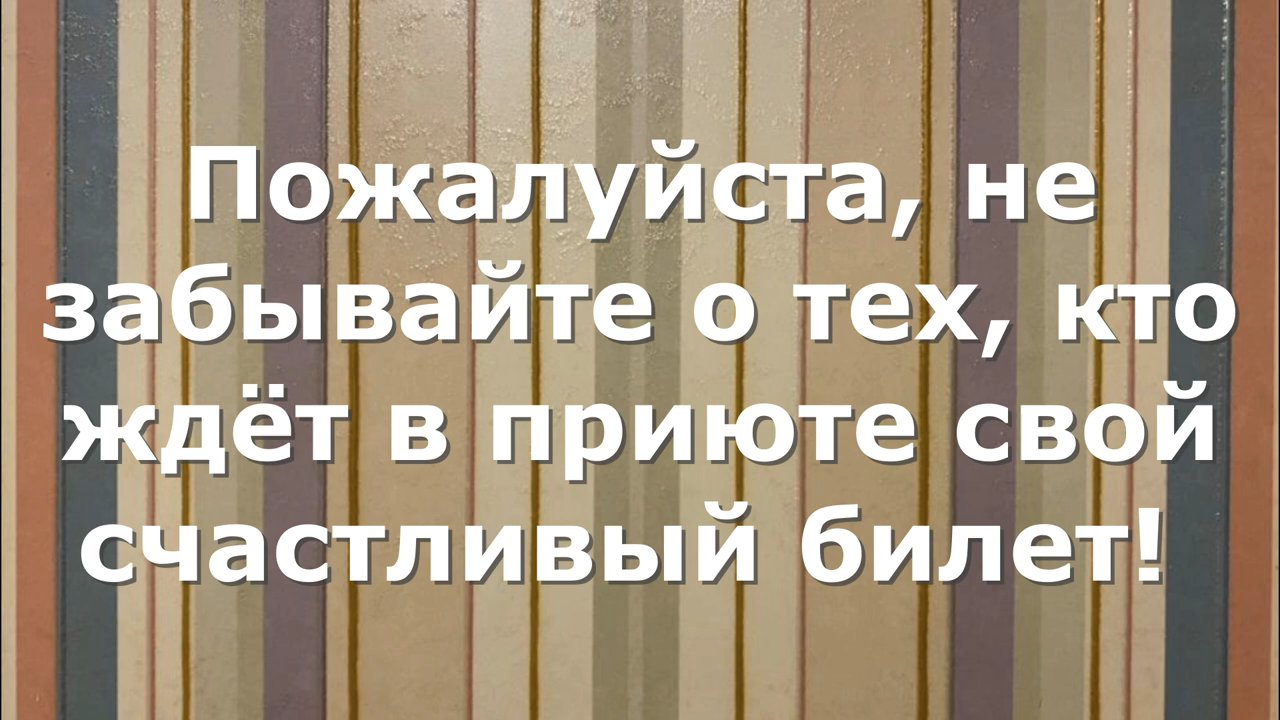 Пожалуйста, не
забывайте о тех, кто
ждёт в приюте свой
счастливый билет!